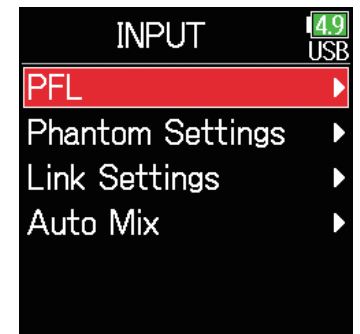 INPUT
4.9
USB
PFL
Phantom Settings
Link Settings
Auto Mix